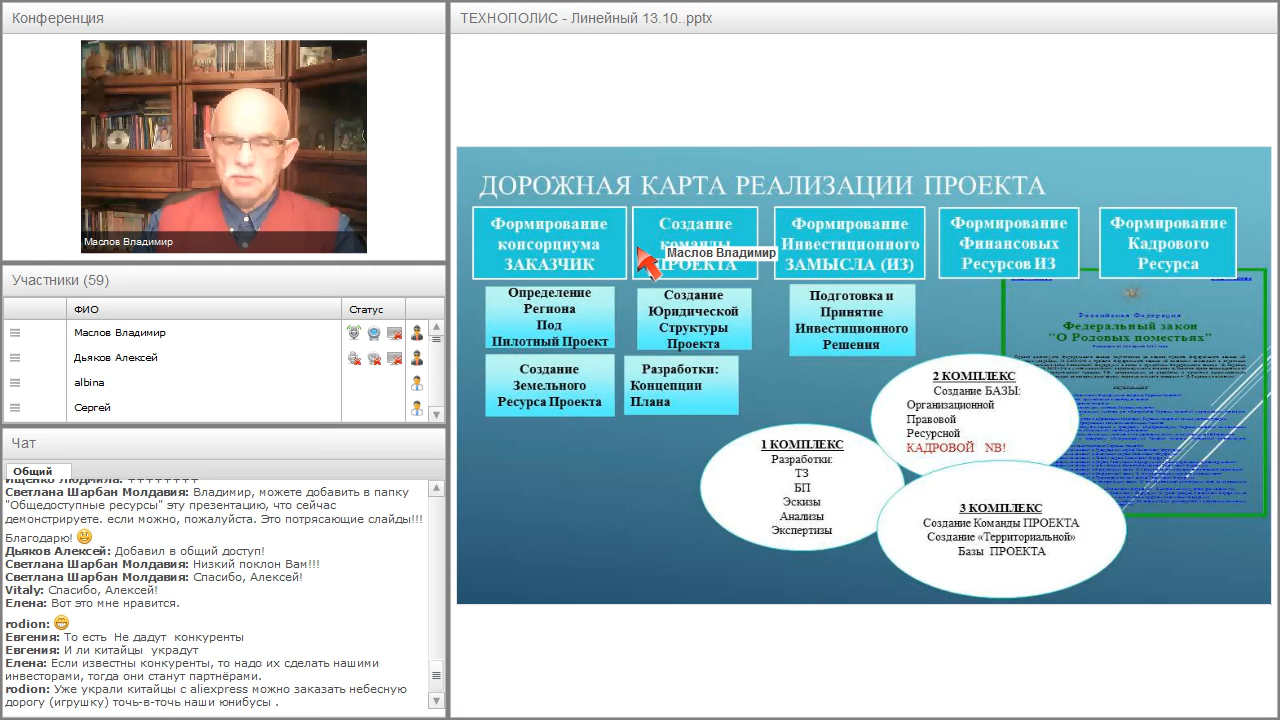 Конференция
Маслов Владимир
Участники (59)
ФИО
Статус
Маслов Владимир
Дьяков Алексей
albina
Сергей
Чат
Общий
Ищенко Людмила: ++++++++
Светлана Шарбан Молдавия: Владимир, можете добавить в папку
"Общедоступные ресурсы" эту презентацию, что сейчас
демонстрируете. если можно, пожалуйста. Это потрясающие слайды!!!
Благодарю!
Дьяков Алексей: Добавил в общий доступ!
Светлана Шарбан Молдавия: Низкий поклон Вам!!!
Светлана Шарбан Молдавия: Спасибо, Алексей!
Vitaly: Спасибо, Алексей!
Елена: Вот это мне нравится.
rodion:
Евгения: То есть Не дадут конкуренты
Евгения: И ли китайцы украдут
Елена: Если известны конкуренты, то надо их сделать нашими
инвесторами, тогда они станут партнёрами.
rodion: Уже украли китайцы с aliexpress можно заказать небесную
дорогу (игрушку) точь-в-точь наши юнибусы .
ТЕХНОПОЛИС - Линейный 13.10..pptx
ДОРОЖНАЯ КАРТА РЕАЛИЗАЦИИ ПРОЕКТА
Формирование
консорциума
ЗАКАЗЧИК
Создание
команды
ПРОЕКТА
Маслов Владимир
Формирование
Инвестиционного
ЗАМЫСЛА (ИЗ)
Формирование
Финансовых
Ресурсов ИЗ
Формирование
Кадрового
Ресурса
Определение
Региона
Под
Пилотный Проект
Создание
Юридической
Структуры
Проекта
Подготовка и
Принятие
Инвестиционного
Решения
Создание
Земельного
Ресурса Проекта
Разработки:
Концепции
Плана
Российская Федерация
Федеральный закон
"О Родовых поместьях"
1 КОМПЛЕКС
Разработки:
ТЗ
БП
Эскизы
Анализы
Экспертизы
2 КОМПЛЕКС
Создание БАЗЫ:
Организационной
Правовой
Ресурсной
КАДРОВОЙ NB!
3 КОМПЛЕКС
Создание Команды ПРОЕКТА
Создание «Территориальной»
Базы ПРОЕКТА